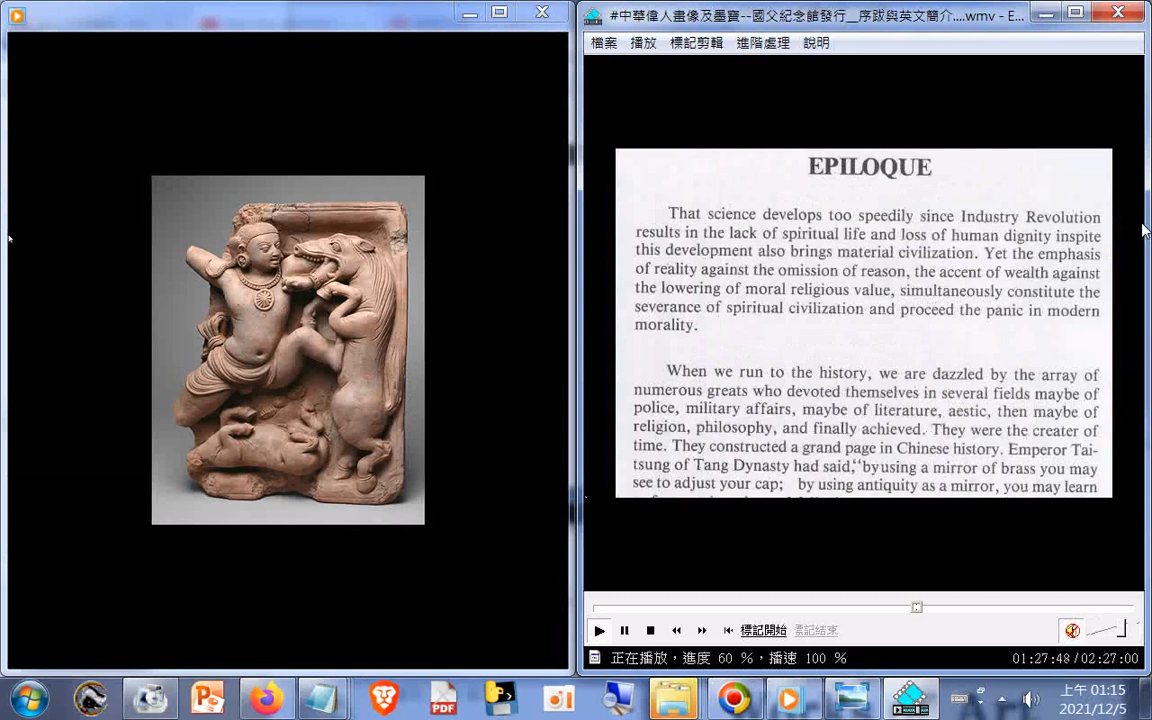 #中華偉人畫像及墨寶--國父紀念館發行__序跋與英文簡介....wmv - E...
檔案 播放 標記剪輯 進階處理 說明
EPILOQUE
That science develops too speedily since Industry Revolution
results in the lack of spiritual life and loss of human dignity inspite
this development also brings material civilization. Yet the emphasis
of reality against the omission of reason, the accent of wealth against
the lowering of moral religious value, simultaneously constitute the
severance of spiritual civilization and proceed the panic in modern
morality.
When we run to the history, we are dazzled by the array of
numerous greats who devoted themselves in several fields maybe of
police, military affairs, maybe of literature, aestic, then maybe of
religion, philosophy, and finally achieved. They were the creater of
time. They constructed a grand page in Chinese history. Emperor Tai-
tsung of Tang Dynasty had said,“byusing a mirror of brass you may
see to adjust your cap; by using antiquity as a mirror, you may learn
標記開始 標記結束
正在播放，進度 60 %，播速 100 %
01:27:48 / 02:27:00
PDF
上午 01:15
2021/12/5